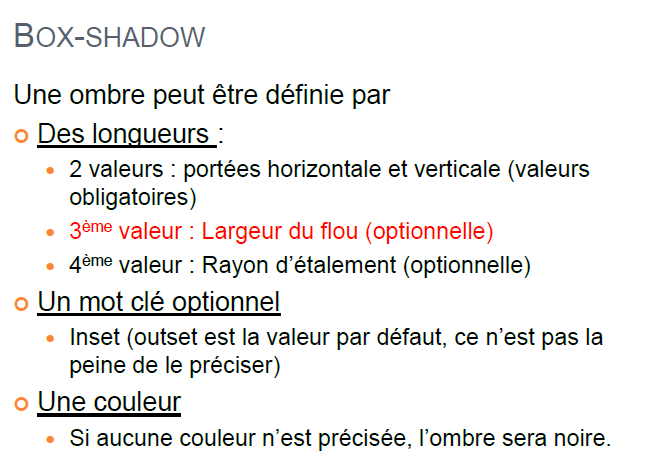 BOX-SHADOW
Une ombre peut être définie par
Des longueurs :
2 valeurs : portées horizontale et verticale (valeurs
obligatoires)
3ème valeur : Largeur du flou (optionnelle)
4ème valeur : Rayon d’étalement (optionnelle)
Un mot clé optionnel
Inset (outset est la valeur par défaut, ce n’est pas la
peine de le préciser)
Une couleur
Si aucune couleur n’est précisée, l’ombre sera noire.